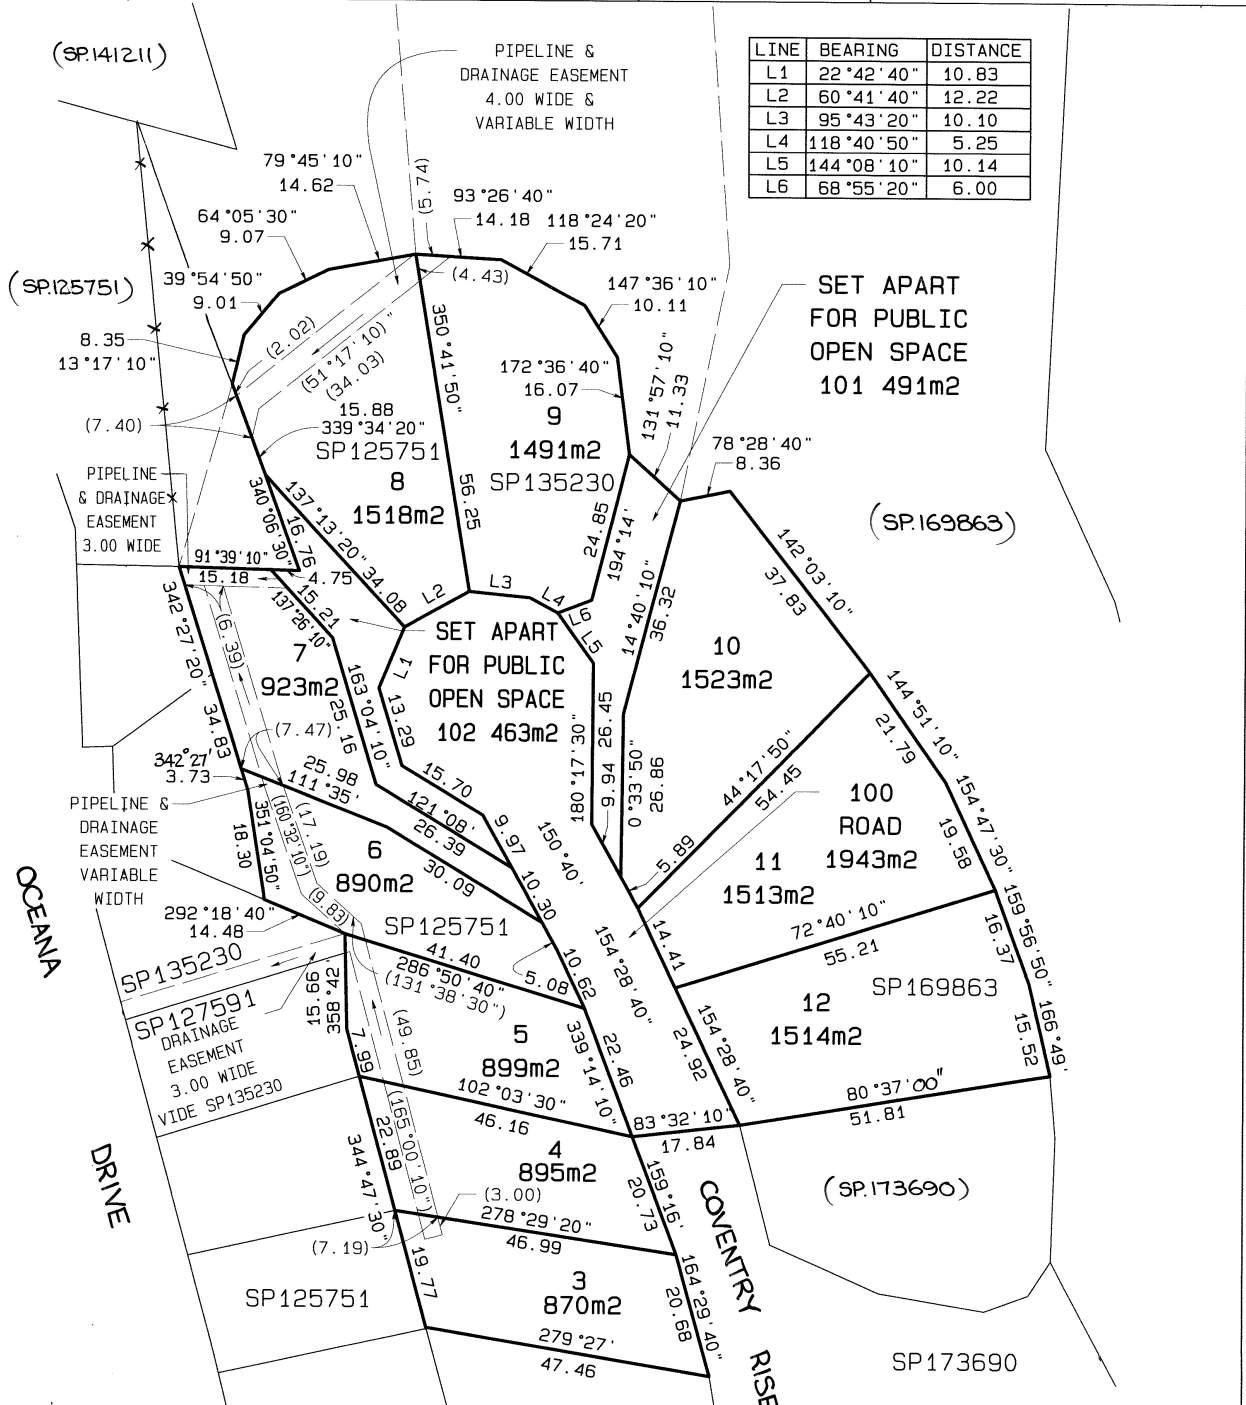 (SP.141211)
PIPELINE &
DRAINAGE EASEMENT
4.00 WIDE &
VARIABLE WIDTH
LINE BEARING DISTANCE
L1 22°42'40" 10.83
L2 60°41'40" 12.22
L3 95°43'20" 10.10
L4 118°40'50" 5.25
L5 144°08'10" 10.14
L6 68°55'20" 6.00
79°45'10"
14.62
(5.74)
93°26'40"
14.18
118°24'20"
15.71
64°05'30"
9.07
(SP.125751)
39°54'50"
9.01
(4.43)
147°36'10"
10.11
SET APART
FOR PUBLIC
OPEN SPACE
101 491m2
8.35
13°17'10"
(2.02)
(51°17'10)"
(34.03)
350°41'50"
56.25
172°36'40"
16.07
131°57'10"
11.33
(7.40)
15.88
339°34'20"
SP125751
8
1518m2
9
1491m2
SP135230
78°28'40"
8.36
PIPELINE
& DRAINAGE
EASEMENT
3.00 WIDE
340°06'30"
16.76
137°13'20"
34.08
24.85
194°14'
(SP.169863)
142°03'10"
37.83
91°39'10"
15.18
4.75
15.21
137°26'10"
L2
L3
L4
L6
L5
14°40'10"
36.32
342°27'20"
34.83
(6.39)
7
923m2
SET APART
FOR PUBLIC
OPEN SPACE
102 463m2
L1
13.29
10
1523m2
163°04'10"
25.16
(7.47)
342°27'
3.73
180°17'30"
9.94
26.45
0°33'50"
26.86
44°17'50"
54.45
144°51'10"
21.79
25.98
111°35'
15.70
121°08'
26.39
9.97
150°40'
PIPELINE &
DRAINAGE
EASEMENT
VARIABLE
WIDTH
18.30
351°04'50"
(160°32'10")
(17.19)
6
890m2
30.09
10.30
5.89
100
ROAD
1943m2
11
1513m2
154°47'30"
19.58
OCEANA
292°18'40"
14.48
(9.83)
SP125751
41.40
286°50'40"
(131°38'30")
5.08
10.62
154°28'40"
14.41
72°40'10"
55.21
159°56'50"
16.37
SP135230
SP127591
DRAINAGE
EASEMENT
3.00 WIDE
VIDE SP135230
15.66
358°42'
7.99
(49.85)
5
899m2
22.46
339°14'10"
154°28'40"
24.92
12
1514m2
SP169863
166°49'
15.52
102°03'30"
46.16
83°32'10"
17.84
80°37'00"
51.81
DRIVE
344°47'30"
22.89
(165°00'10")
4
895m2
(3.00)
278°29'20"
46.99
159°16'
20.73
COVENTRY
RISE
(SP.173690)
(7.19)
SP125751
19.77
3
870m2
164°29'40"
20.68
279°27'
47.46
SP173690